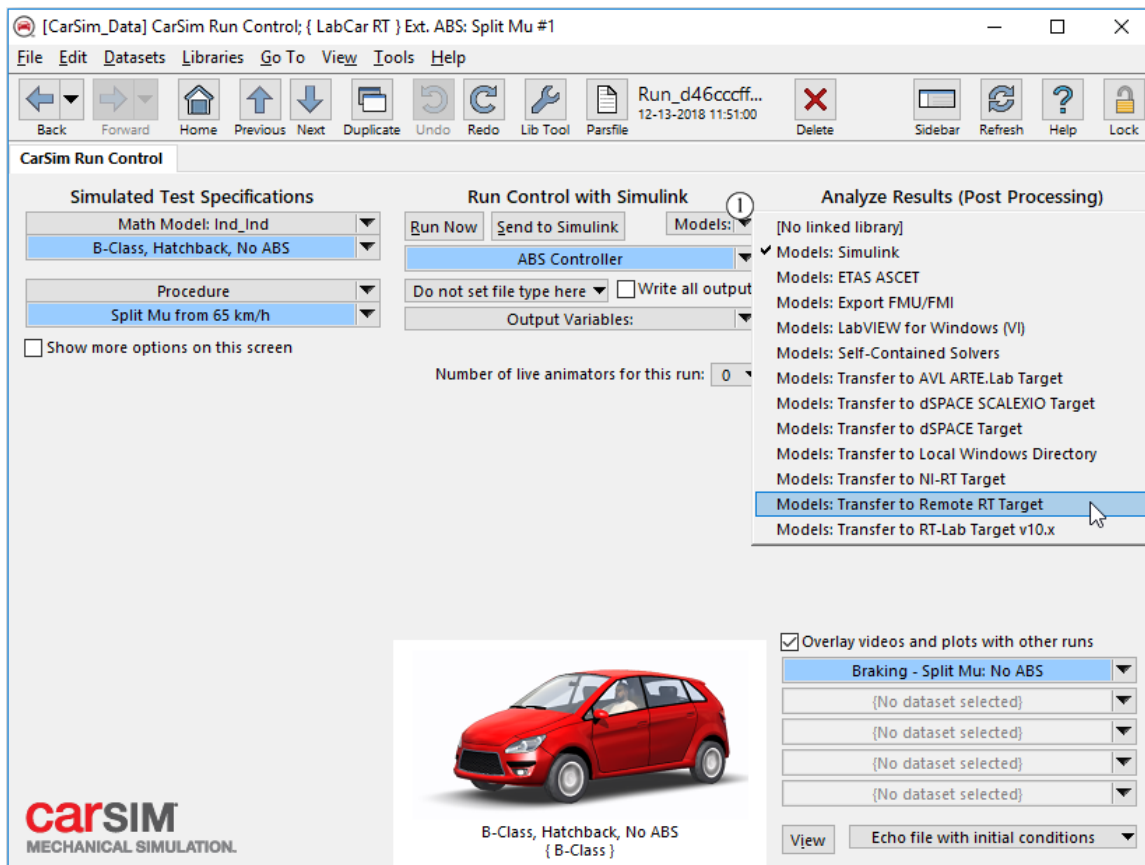 [CarSim_Data] CarSim Run Control; { LabCar RT } Ext. ABS: Split Mu #1
File Edit Datasets Libraries Go To View Tools Help
Back Forward Home Previous Next Duplicate Undo Redo Lib Tool Parsfile
Run_d46cccff...
12-13-2018 11:51:00
Delete Sidebar Refresh Help Lock
CarSim Run Control
Simulated Test Specifications
Math Model: Ind_Ind
B-Class, Hatchback, No ABS
Procedure
Split Mu from 65 km/h
Show more options on this screen
Run Control with Simulink
1
Run Now Send to Simulink Models:
ABS Controller
Do not set file type here Write all output
Output Variables:
Number of live animators for this run: 0
Analyze Results (Post Processing)
[No linked library]
Models: Simulink
Models: ETAS ASCET
Models: Export FMU/FMI
Models: LabVIEW for Windows (VI)
Models: Self-Contained Solvers
Models: Transfer to AVL ARTE.Lab Target
Models: Transfer to dSPACE SCALEXIO Target
Models: Transfer to dSPACE Target
Models: Transfer to Local Windows Directory
Models: Transfer to NI-RT Target
Models: Transfer to Remote RT Target
Models: Transfer to RT-Lab Target v10.x
Overlay videos and plots with other runs
Braking - Split Mu: No ABS
{No dataset selected}
{No dataset selected}
{No dataset selected}
{No dataset selected}
View Echo file with initial conditions
carSIM
MECHANICAL SIMULATION.
B-Class, Hatchback, No ABS
{ B-Class }